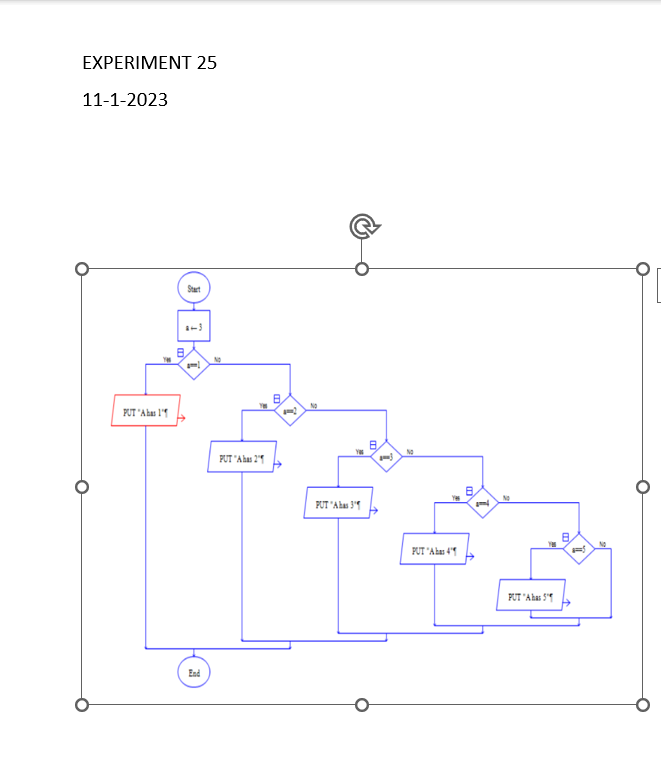 EXPERIMENT 25
11-1-2023
Start
a ← 3
Yes
No
a==1
PUT "A has 1"¶
Yes
No
a==2
PUT "A has 2"¶
Yes
No
a==3
PUT "A has 3"¶
Yes
No
a==4
PUT "A has 4"¶
Yes
No
a==5
PUT "A has 5"¶
End